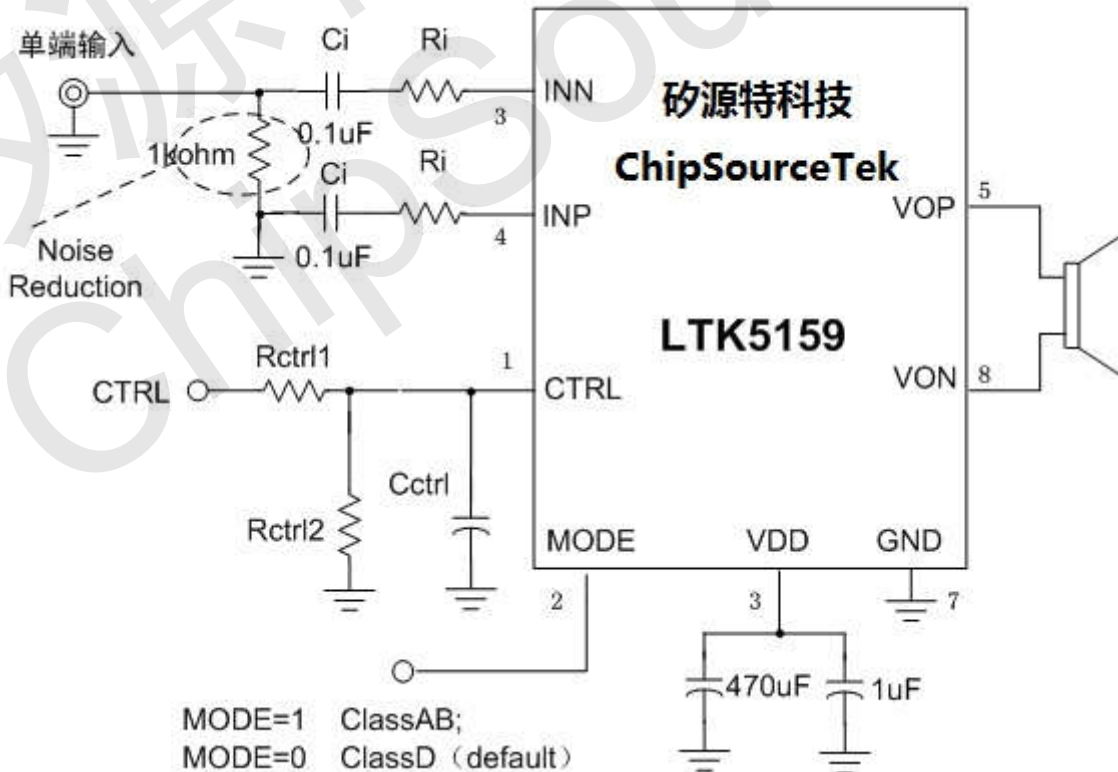 单端输入
Ci
Ri
INN
3
0.1uF
1kohm
Ci
Ri
INP
4
0.1uF
Noise
Reduction
矽源特科技
ChipSourceTek
LTK5159
VOP
5
VON
8
Rctrl1
1
CTRL
CTRL
Cctrl
Rctrl2
MODE
VDD
GND
2
3
7
470uF
1uF
MODE=1 ClassAB;
MODE=0 ClassD（default）